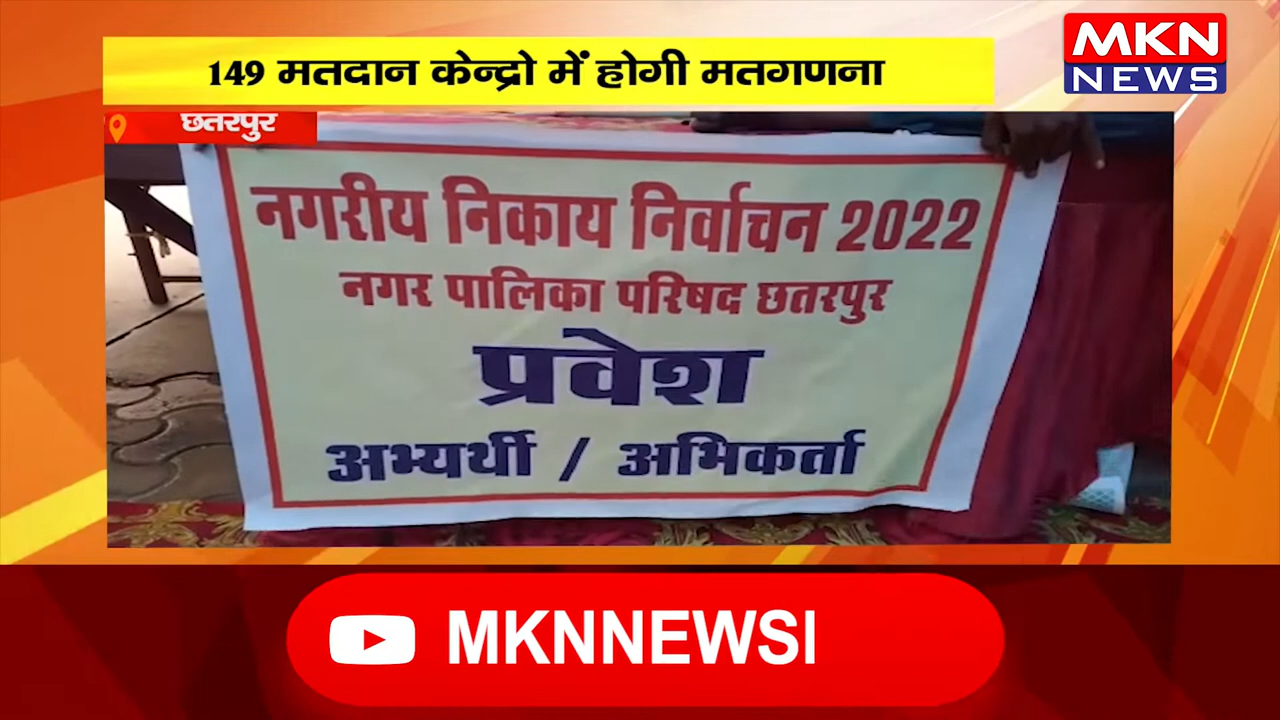 149 मतदान केन्द्रो में होगी मतगणना
MKN
NEWS
छतरपुर
नगरीय निकाय निर्वाचन 2022
नगर पालिका परिषद छतरपुर
प्रवेश
अभ्यर्थी / अभिकर्ता
MKNNEWSI